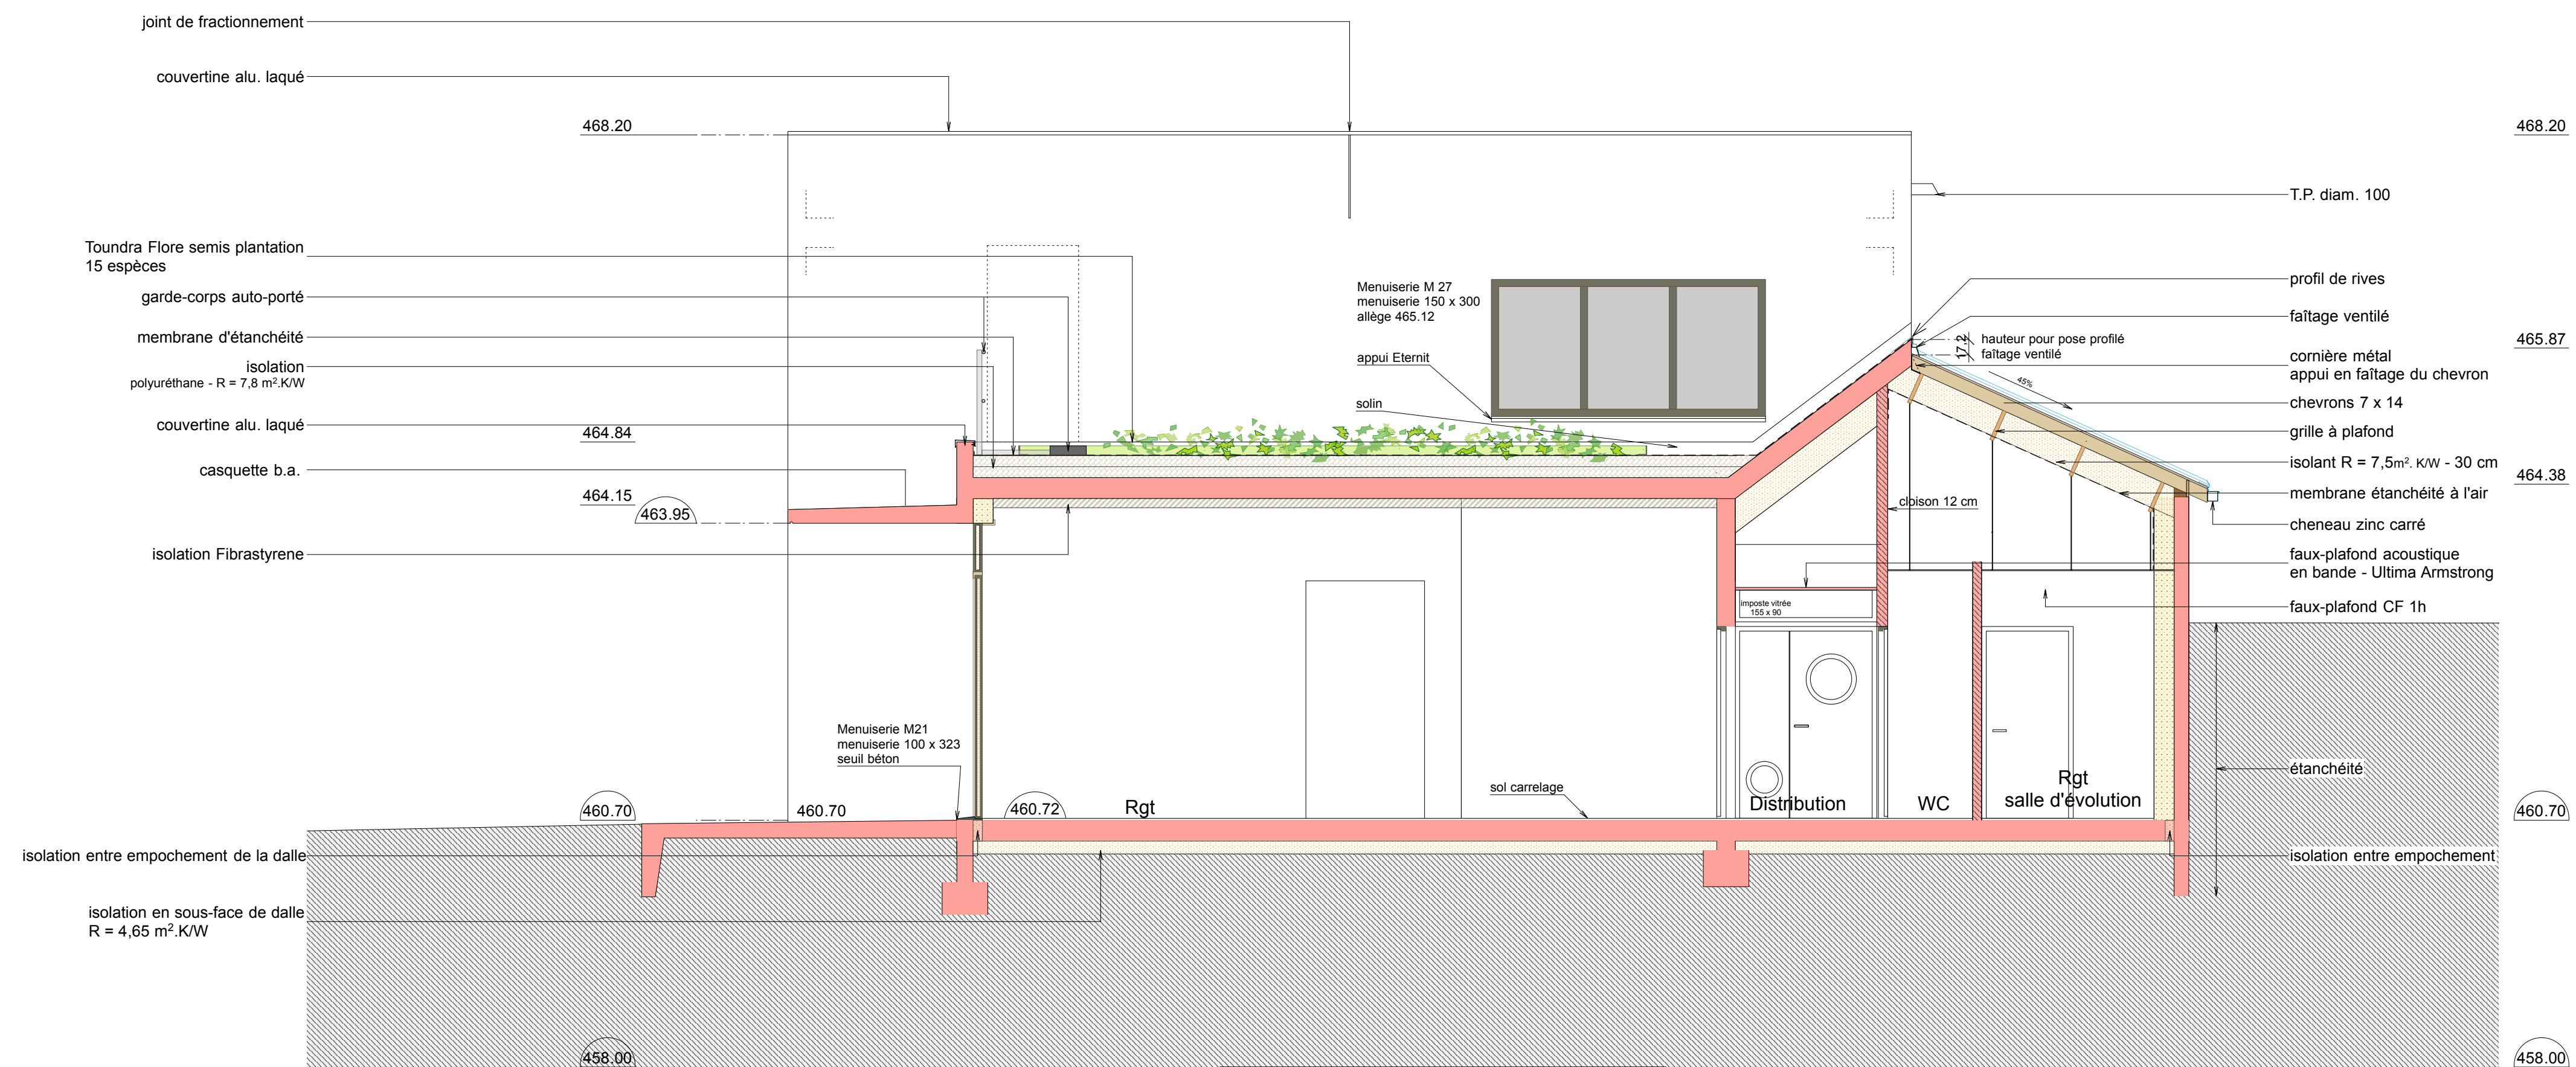 joint de fractionnement
couvertine alu. laqué
468.20
468.20
T.P. diam. 100
Toundra Flore semis plantation
15 espèces
garde-corps auto-porté
membrane d'étanchéité
isolation
polyuréthane - R = 7,8 m².K/W
couvertine alu. laqué
464.84
casquette b.a.
464.15
463.95
isolation Fibrastyrene
Menuiserie M 27
menuiserie 150 x 300
allège 465.12
appui Eternit
solin
profil de rives
faîtage ventilé
17,2
hauteur pour pose profilé
faîtage ventilé
465.87
cornière métal
appui en faîtage du chevron
45%
chevrons 7 x 14
grille à plafond
isolant R = 7,5m². K/W - 30 cm
464.38
membrane étanchéité à l'air
cloison 12 cm
cheneau zinc carré
faux-plafond acoustique
en bande - Ultima Armstrong
faux-plafond CF 1h
imposte vitrée
155 x 90
Menuiserie M21
menuiserie 100 x 323
seuil béton
460.70
460.70
460.72
Rgt
sol carrelage
Distribution
WC
Rgt
salle d'évolution
étanchéité
460.70
isolation entre empochement de la dalle
isolation entre empochement
isolation en sous-face de dalle
R = 4,65 m².K/W
458.00
458.00